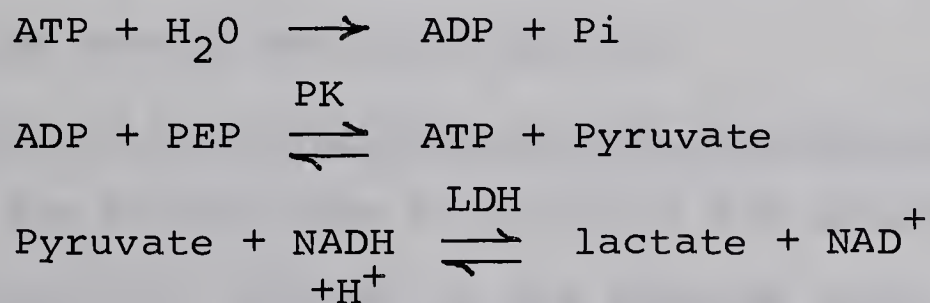 ATP + H₂O ⟶ ADP + Pi
PK
ADP + PEP ⇌ ATP + Pyruvate
LDH
Pyruvate + NADH ⇌ lactate + NAD⁺
+H⁺